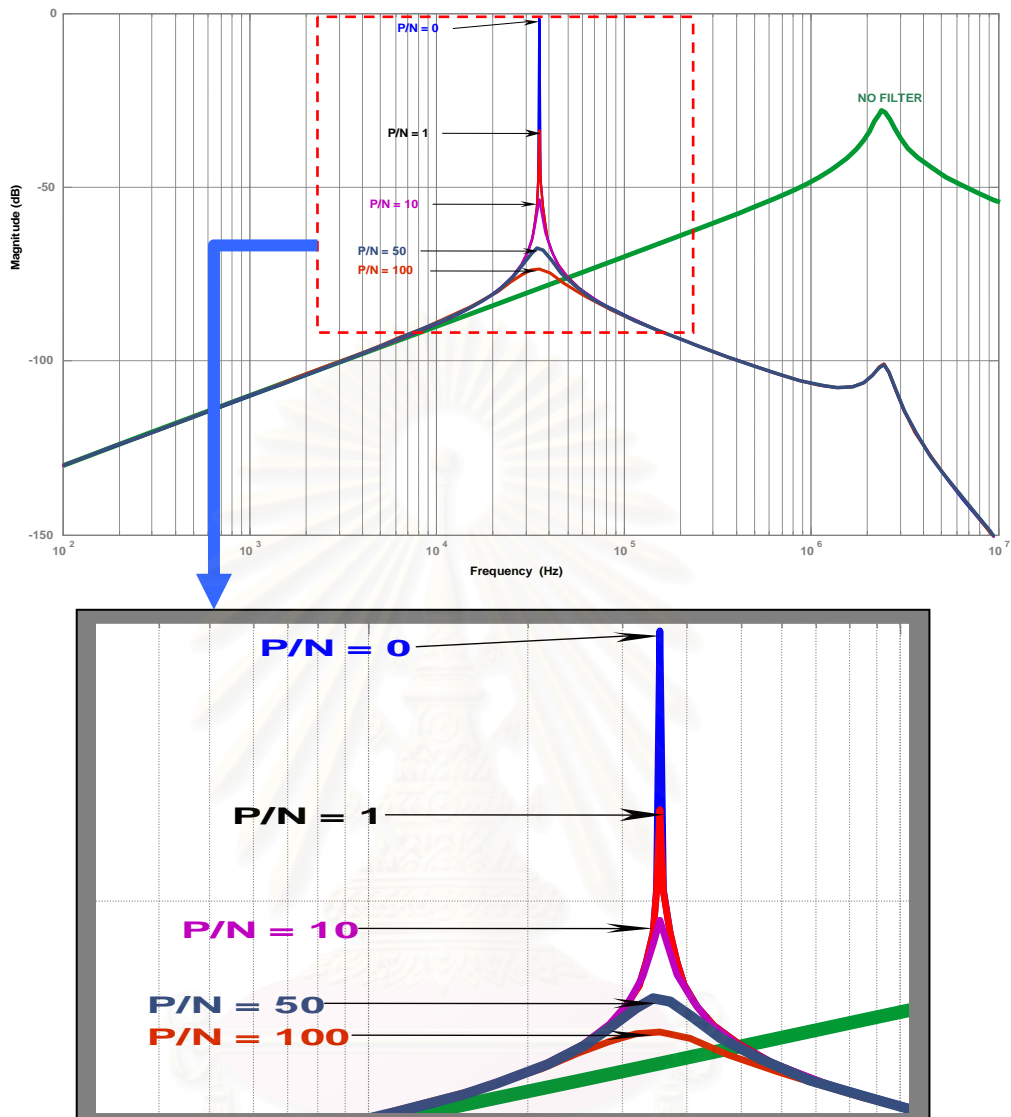 0
P/N = 0
NO FILTER
P/N = 1
Magnitude (dB)
-50
P/N = 10
P/N = 50
P/N = 100
-100
-150
10 2
10 3
10 4
10 5
10 6
10 7
Frequency (Hz)
P/N = 0
P/N = 1
P/N = 10
P/N = 50
P/N = 100